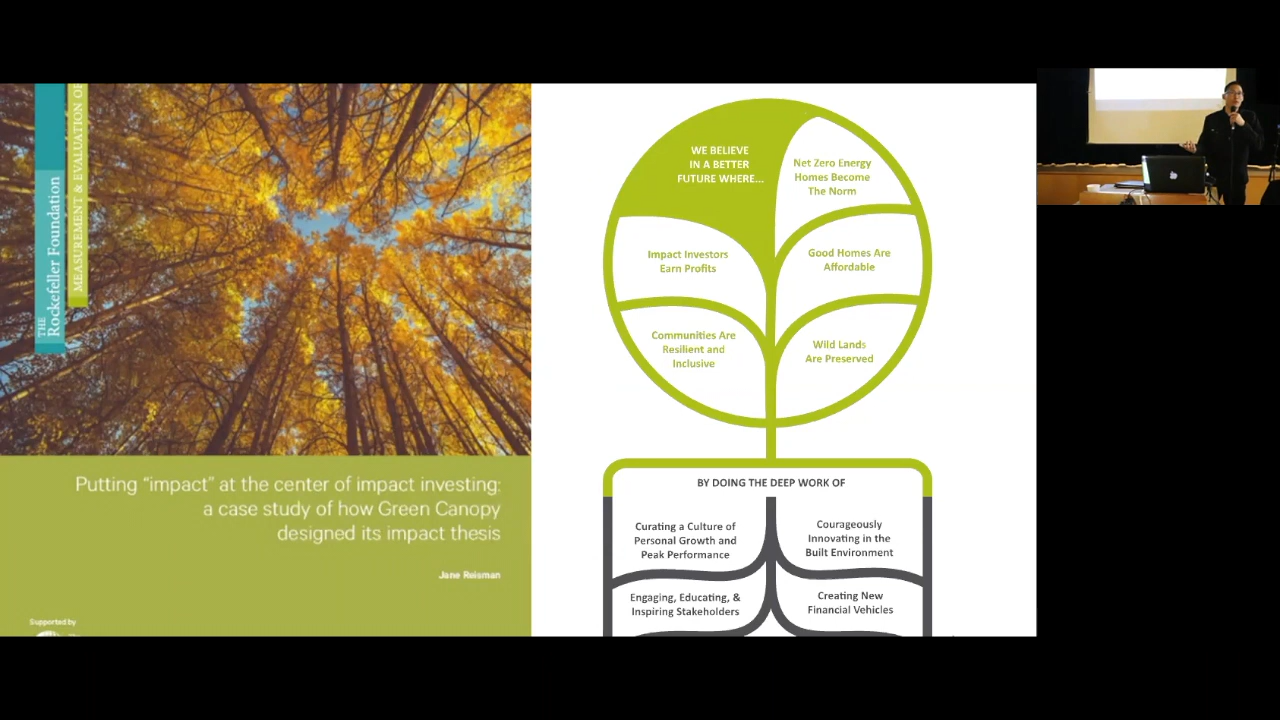 THE
Rockefeller Foundation
MEASUREMENT & EVALUATION
Putting “impact” at the center of impact investing:
a case study of how Green Canopy
designed its impact thesis
Jane Reisman
Supported by
WE BELIEVE
IN A BETTER
FUTURE WHERE...
Net Zero Energy
Homes Become
The Norm
Impact Investors
Earn Profits
Good Homes Are
Affordable
Communities Are
Resilient and
Inclusive
Wild Lands
Are Preserved
BY DOING THE DEEP WORK OF
Curating a Culture of
Personal Growth and
Peak Performance
Courageously
Innovating in the
Built Environment
Engaging, Educating, &
Inspiring Stakeholders
Creating New
Financial Vehicles